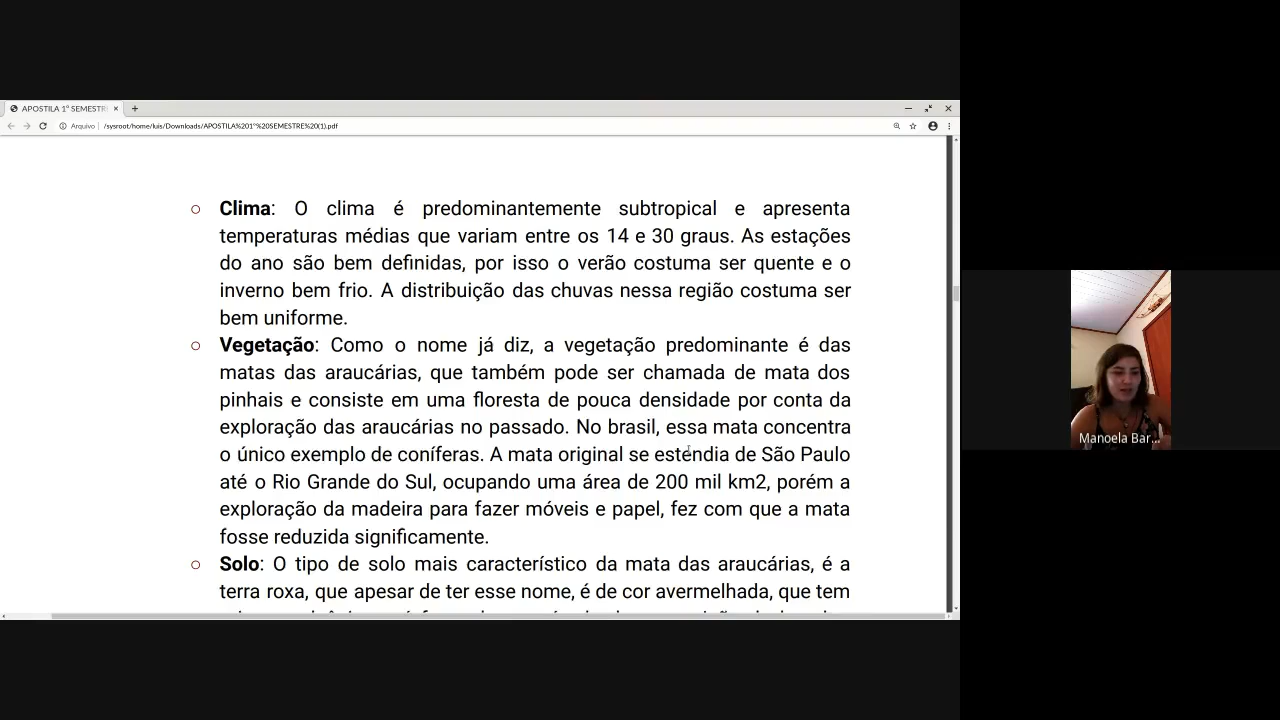 APOSTILA 1º SEMESTR
Arquivo /sysroot/home/luis/Downloads/APOSTILA%201°%20SEMESTRE%20(1).pdf
Clima: O clima é predominantemente subtropical e apresenta
temperaturas médias que variam entre os 14 e 30 graus. As estações
do ano são bem definidas, por isso o verão costuma ser quente e o
inverno bem frio. A distribuição das chuvas nessa região costuma ser
bem uniforme.
Vegetação: Como o nome já diz, a vegetação predominante é das
matas das araucárias, que também pode ser chamada de mata dos
pinhais e consiste em uma floresta de pouca densidade por conta da
exploração das araucárias no passado. No brasil, essa mata concentra
o único exemplo de coníferas. A mata original se estendia de São Paulo
até o Rio Grande do Sul, ocupando uma área de 200 mil km2, porém a
exploração da madeira para fazer móveis e papel, fez com que a mata
fosse reduzida significamente.
Solo: O tipo de solo mais característico da mata das araucárias, é a
terra roxa, que apesar de ter esse nome, é de cor avermelhada, que tem
Manoela Bar...